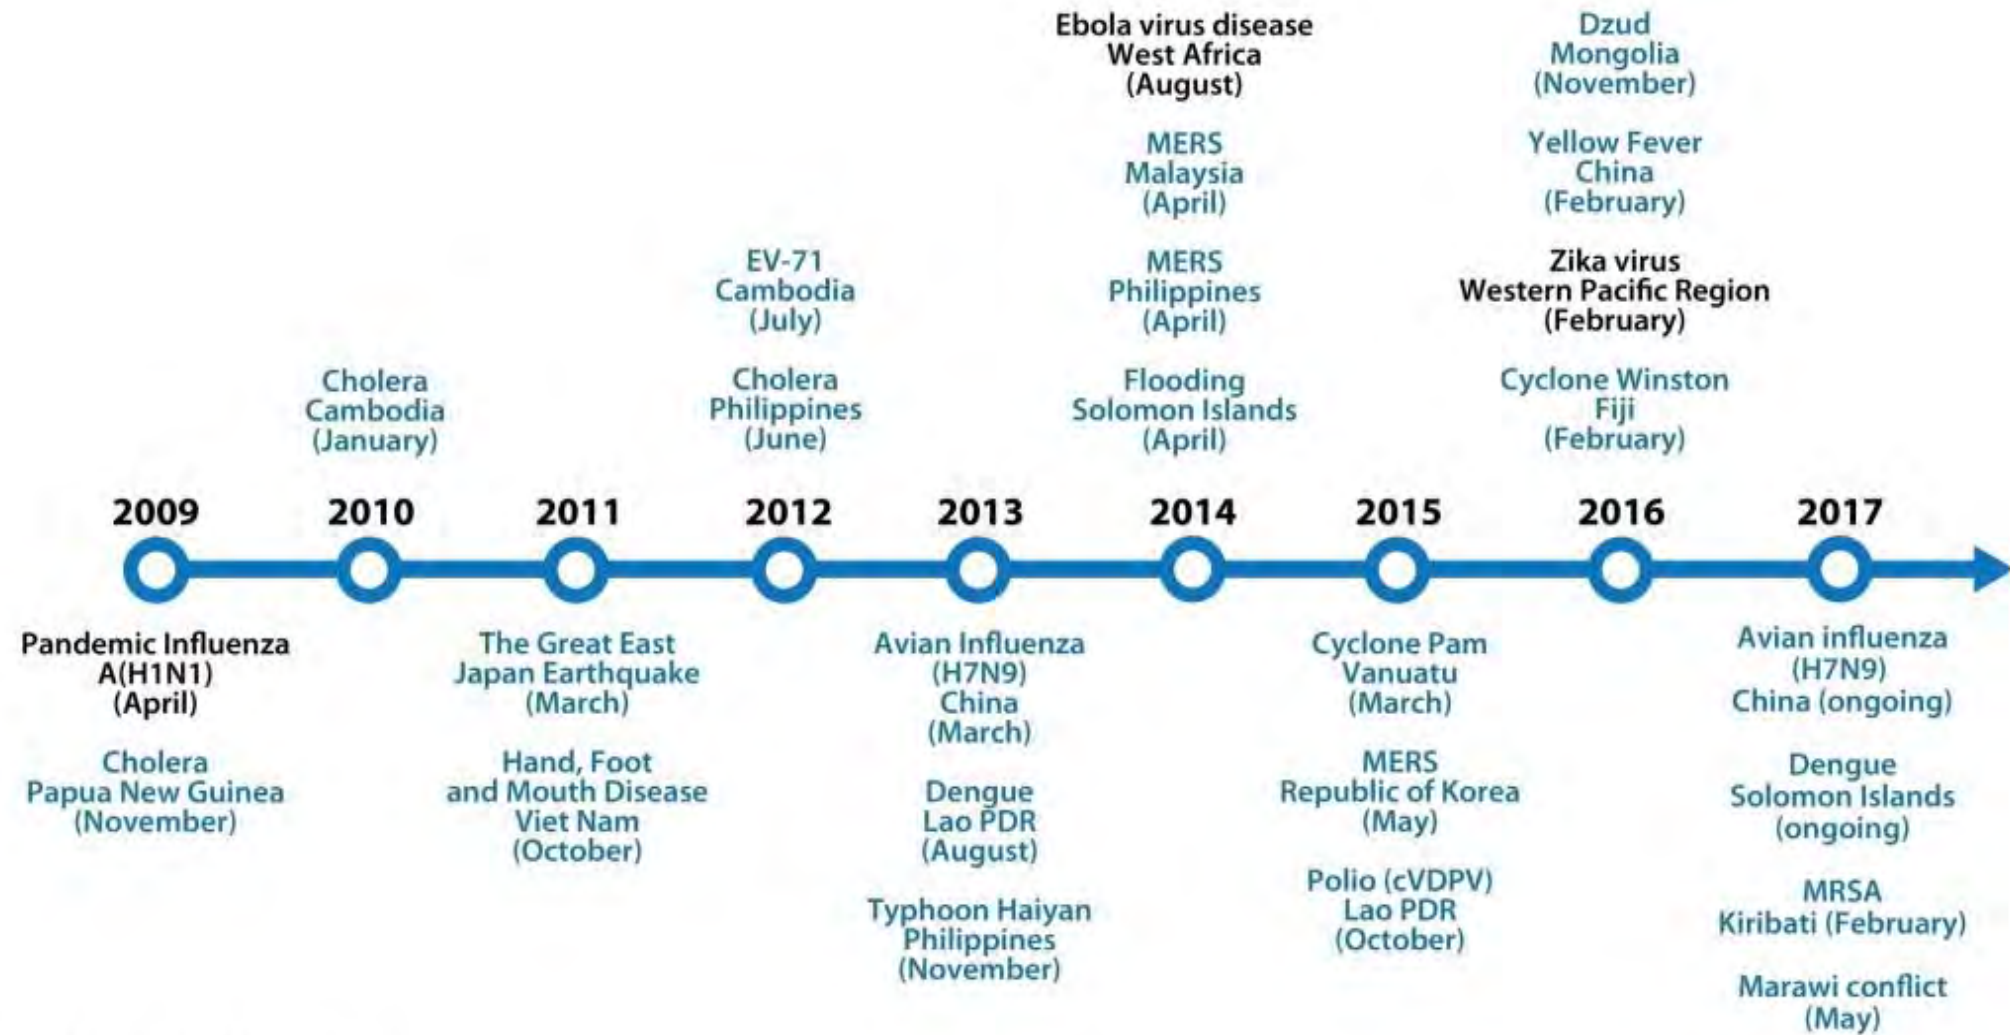 Ebola virus disease
West Africa
(August)
MERS
Malaysia
(April)
MERS
Philippines
(April)
Flooding
Solomon Islands
(April)
Dzud
Mongolia
(November)
Yellow Fever
China
(February)
Zika virus
Western Pacific Region
(February)
Cyclone Winston
Fiji
(February)
EV-71
Cambodia
(July)
Cholera
Philippines
(June)
Cholera
Cambodia
(January)
2009
2010
2011
2012
2013
2014
2015
2016
2017
Pandemic Influenza
A(H1N1)
(April)
Cholera
Papua New Guinea
(November)
The Great East
Japan Earthquake
(March)
Hand, Foot
and Mouth Disease
Viet Nam
(October)
Avian Influenza
(H7N9)
China
(March)
Dengue
Lao PDR
(August)
Typhoon Haiyan
Philippines
(November)
Cyclone Pam
Vanuatu
(March)
MERS
Republic of Korea
(May)
Polio (cVDPV)
Lao PDR
(October)
Avian influenza
(H7N9)
China (ongoing)
Dengue
Solomon Islands
(ongoing)
MRSA
Kiribati (February)
Marawi conflict
(May)